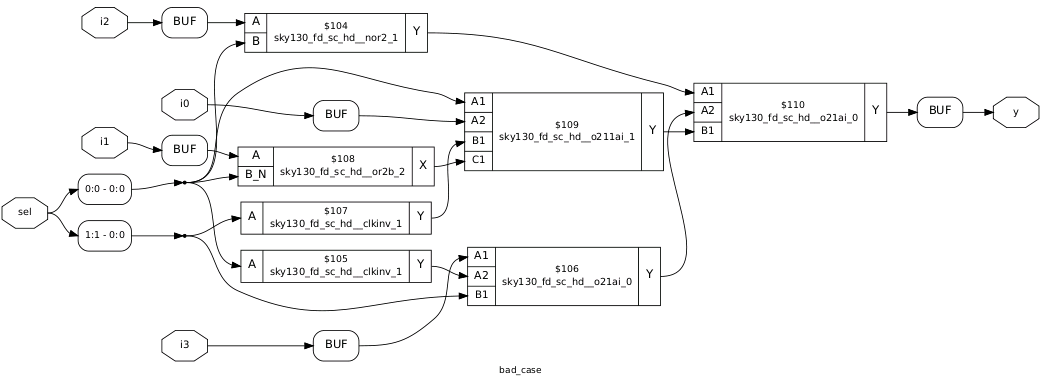 i2
BUF
A
B
$104
sky130_fd_sc_hd__nor2_1
Y
i0
BUF
i1
BUF
A
B_N
$108
sky130_fd_sc_hd__or2b_2
X
A1
A2
B1
C1
$109
sky130_fd_sc_hd__o211ai_1
Y
A1
A2
B1
$110
sky130_fd_sc_hd__o21ai_0
Y
BUF
y
sel
0:0 - 0:0
1:1 - 0:0
A
$107
sky130_fd_sc_hd__clkinv_1
Y
A
$105
sky130_fd_sc_hd__clkinv_1
Y
A1
A2
B1
$106
sky130_fd_sc_hd__o21ai_0
Y
i3
BUF
bad_case